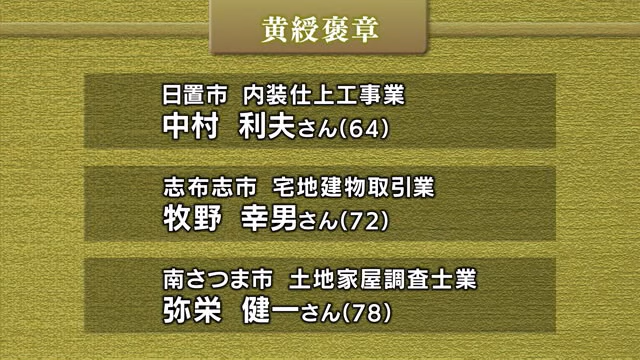 黄綬褒章
日置市 内装仕上工事業
中村 利夫さん(64)
志布志市 宅地建物取引業
牧野 幸男さん(72)
南さつま市 土地家屋調査士業
弥栄 健一さん(78)